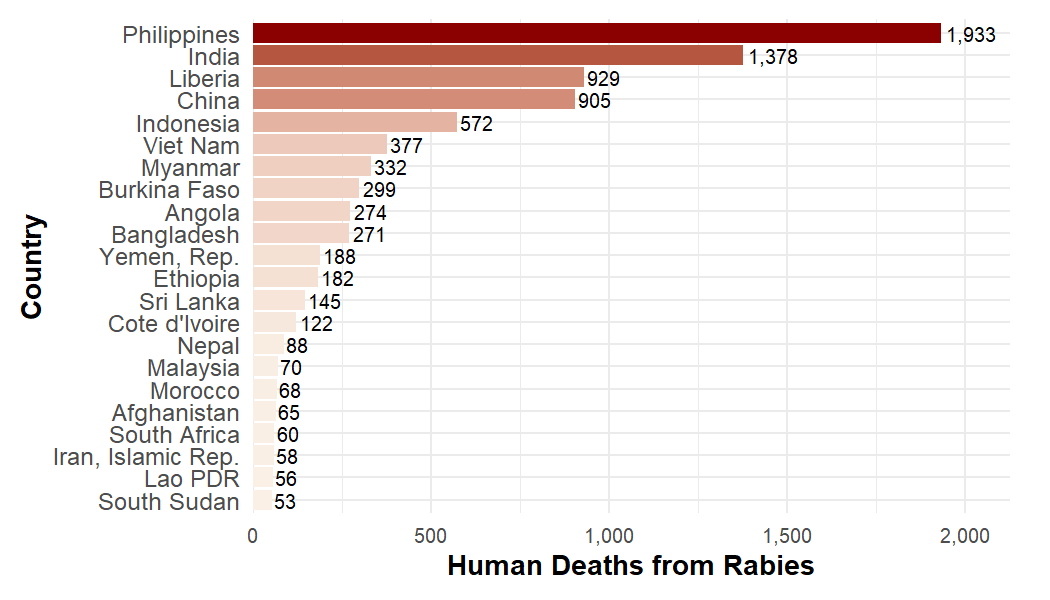 Philippines 1,933
India 1,378
Liberia 929
China 905
Indonesia 572
Viet Nam 377
Myanmar 332
Burkina Faso 299
Angola 274
Bangladesh 271
Yemen, Rep. 188
Ethiopia 182
Sri Lanka 145
Cote d'Ivoire 122
Nepal 88
Malaysia 70
Morocco 68
Afghanistan 65
South Africa 60
Iran, Islamic Rep. 58
Lao PDR 56
South Sudan 53
Country
0 500 1,000 1,500 2,000
Human Deaths from Rabies